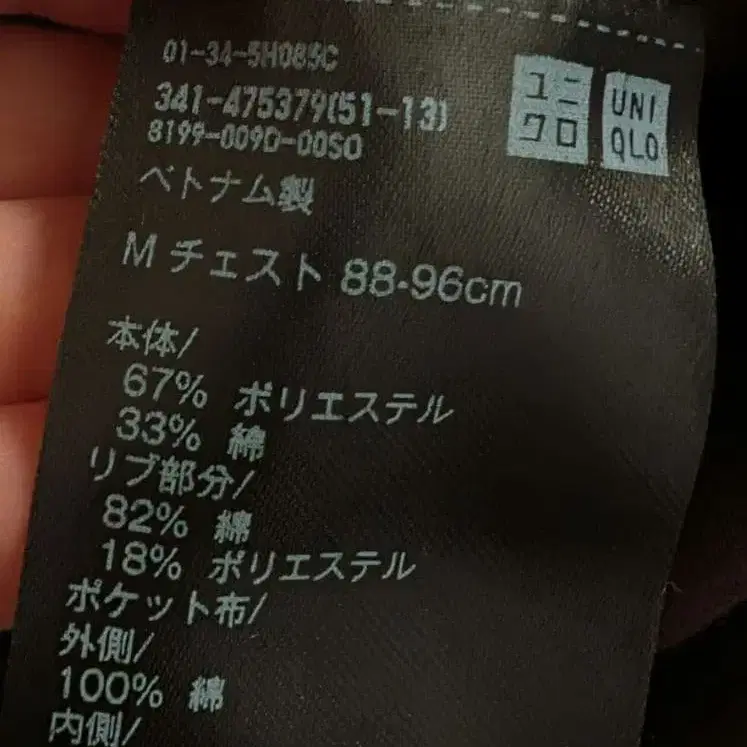 01-34-5H085C
341-475379(51-13)
8199-009D-00SO
ユニ
クロ
UNI
QLO
ベトナム製
M チェスト 88-96cm
本体/
67% ポリエステル
33% 綿
リブ部分/
82% 綿
18% ポリエステル
ポケット布/
外側/
100% 綿
内側/